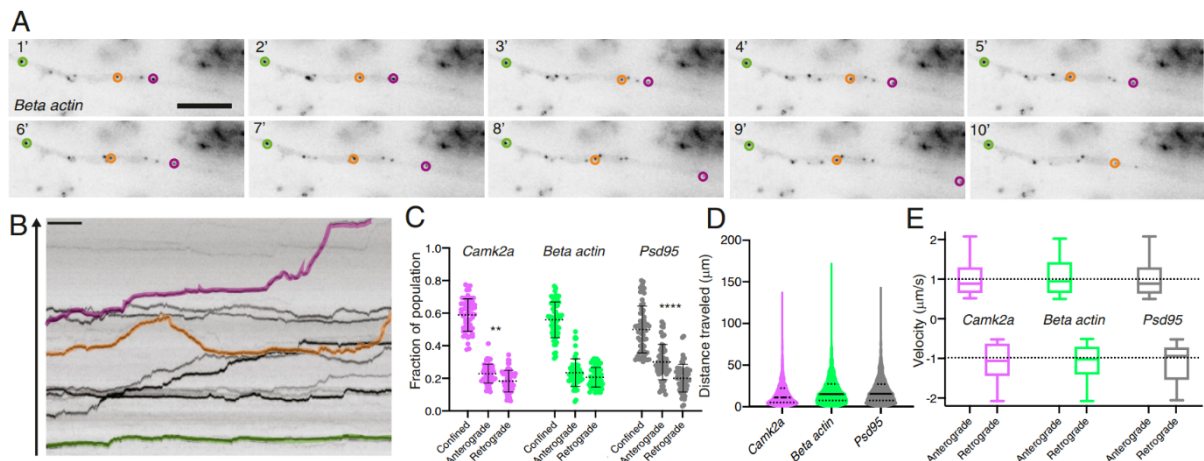 A
1’ 2’ 3’ 4’ 5’
Beta actin
6’ 7’ 8’ 9’ 10’
B
C
Camk2a Beta actin Psd95
Fraction of population
1.0
0.8
0.6
0.4
0.2
0.0
** ****
Confined Anterograde Retrograde Confined Anterograde Retrograde Confined Anterograde Retrograde
D
Distance traveled (μm)
200
150
100
50
0
Camk2a Beta actin Psd95
E
Velocity (μm/s)
2
1
0
-1
-2
Camk2a Beta actin Psd95
Anterograde Retrograde Anterograde Retrograde Anterograde Retrograde